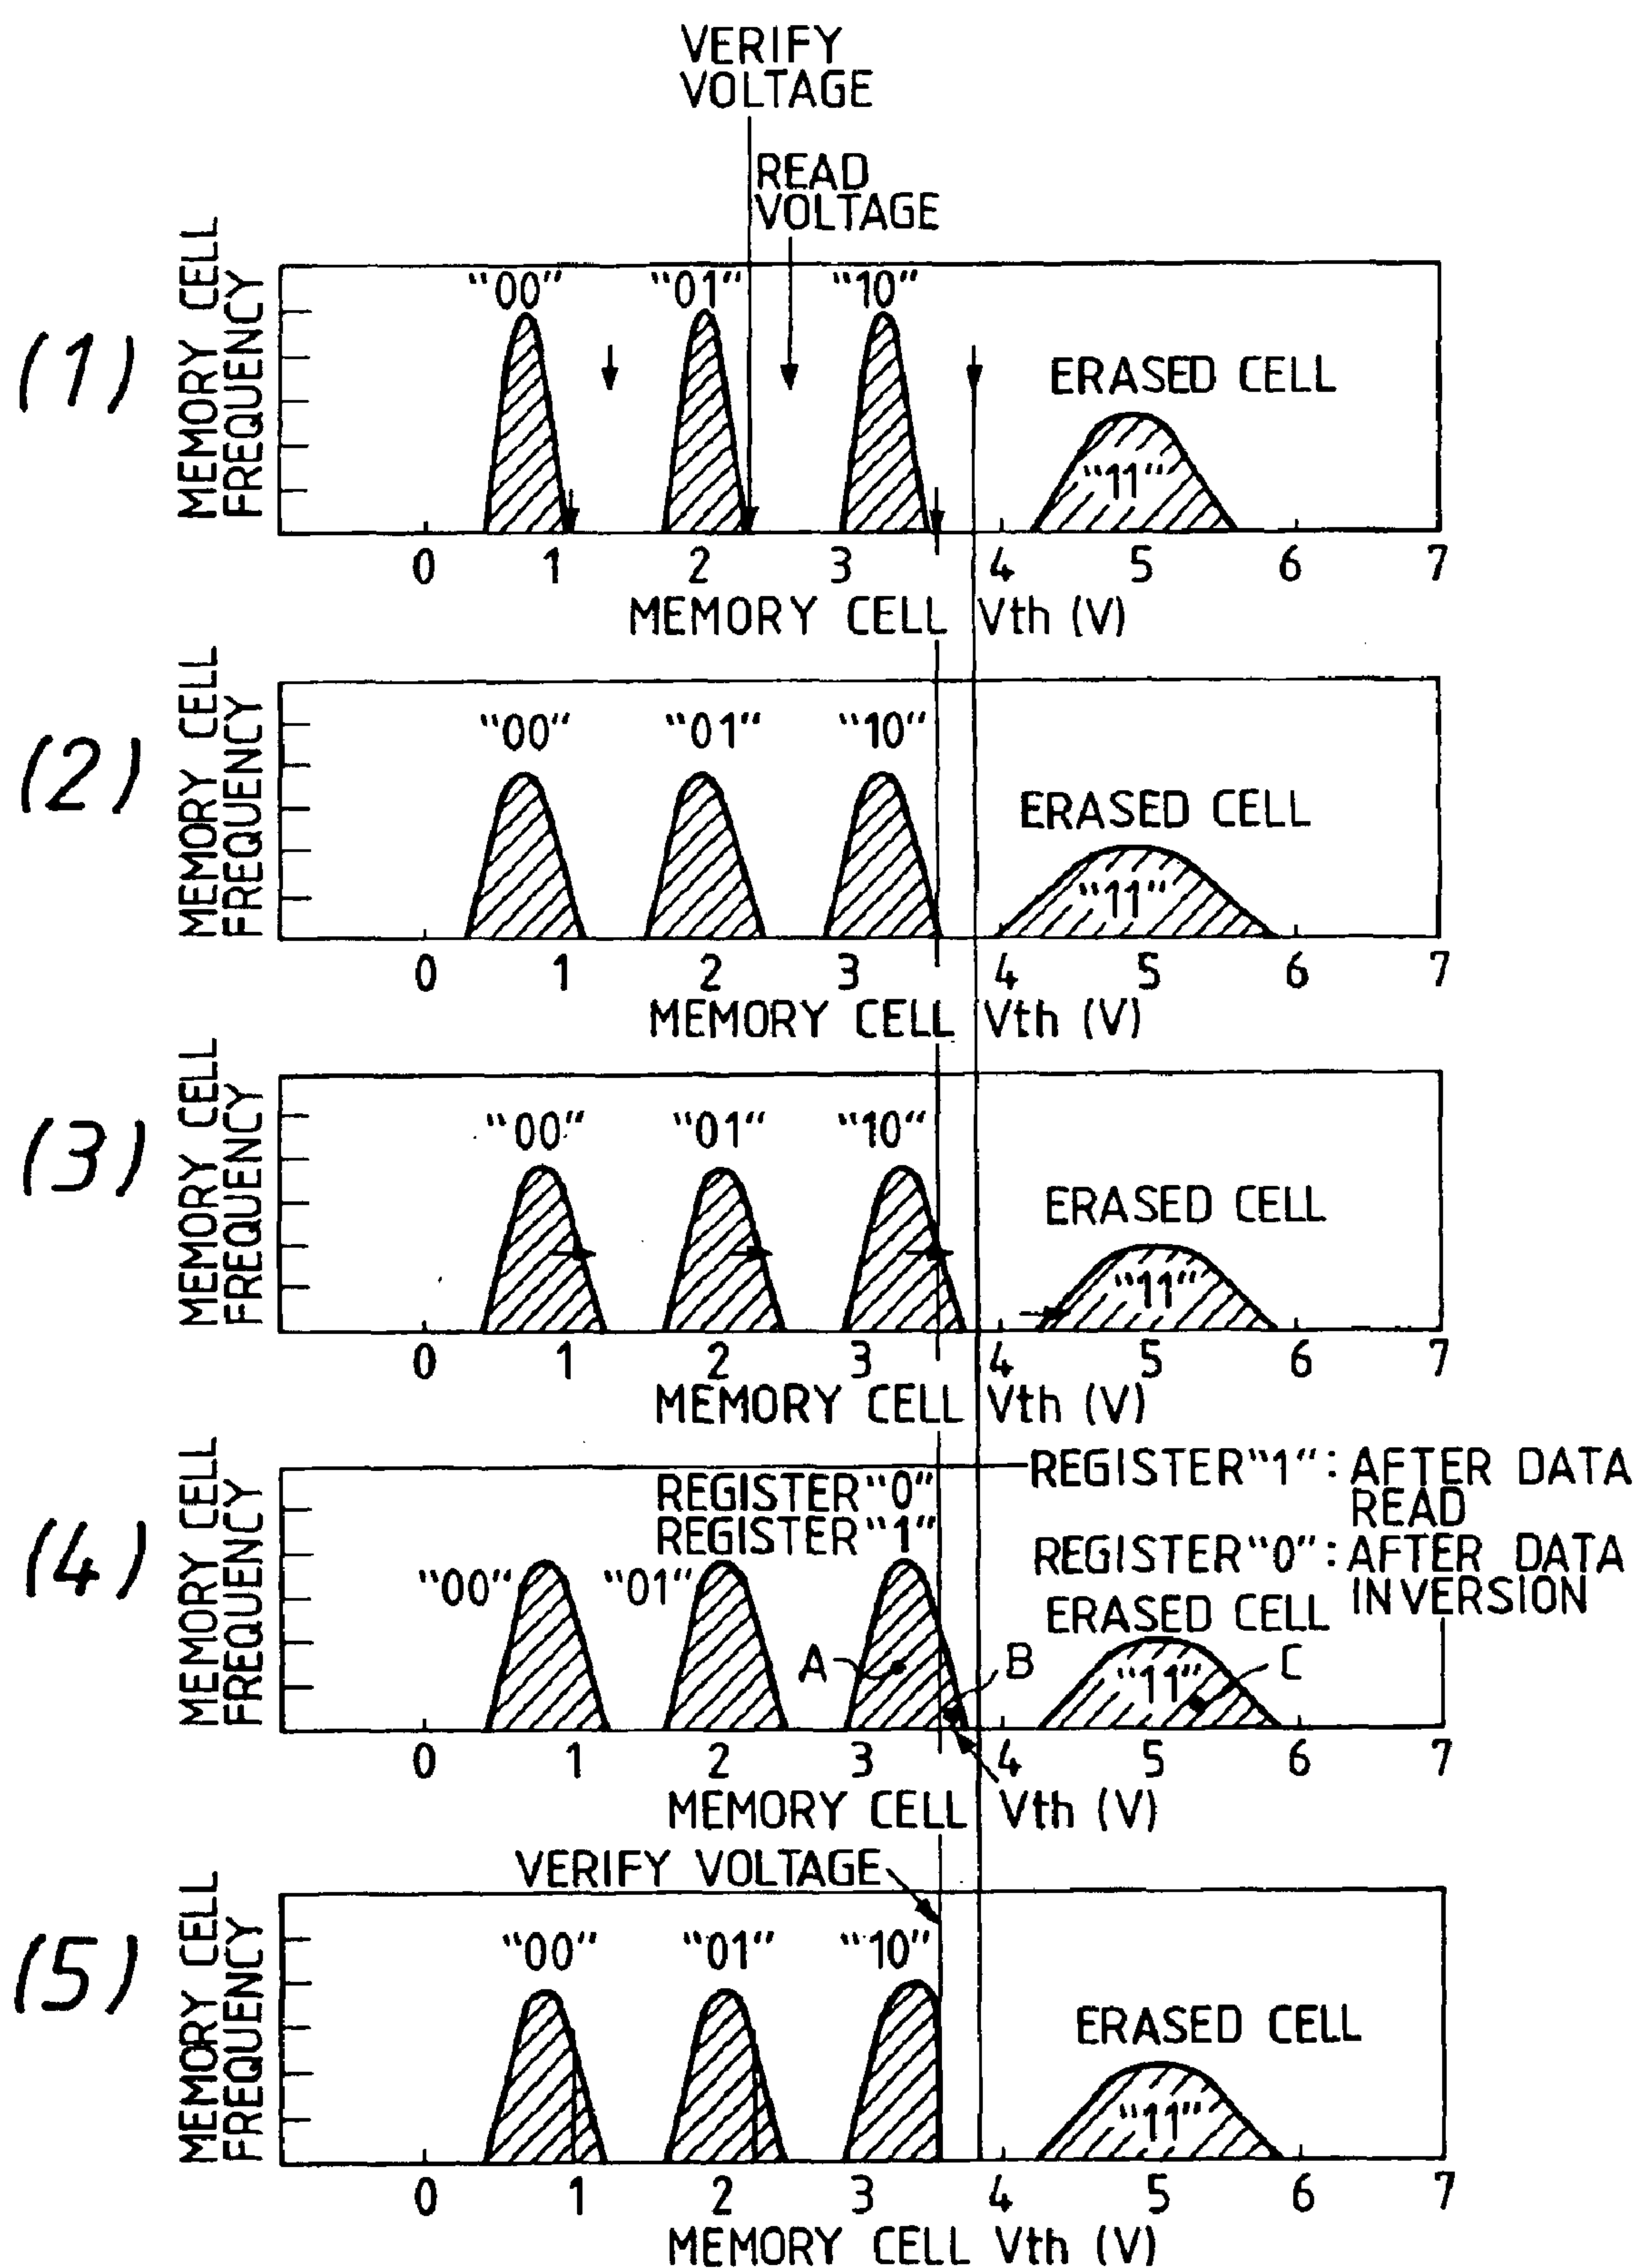 VERIFY
VOLTAGE
READ
VOLTAGE
(1)
MEMORY CELL
FREQUENCY
"00" "01" "10"
ERASED CELL
"11"
0 1 2 3 4 5 6 7
MEMORY CELL Vth (V)
(2)
MEMORY CELL
FREQUENCY
"00" "01" "10"
ERASED CELL
"11"
0 1 2 3 4 5 6 7
MEMORY CELL Vth (V)
(3)
MEMORY CELL
FREQUENCY
"00" "01" "10"
ERASED CELL
"11"
0 1 2 3 4 5 6 7
MEMORY CELL Vth (V)
(4)
MEMORY CELL
FREQUENCY
REGISTER "0"
REGISTER "1"
REGISTER "1": AFTER DATA
READ
REGISTER "0": AFTER DATA
INVERSION
"00" "01"
ERASED CELL
A B "11" C
0 1 2 3 4 5 6 7
MEMORY CELL Vth (V)
VERIFY VOLTAGE
(5)
MEMORY CELL
FREQUENCY
"00" "01" "10"
ERASED CELL
"11"
0 1 2 3 4 5 6 7
MEMORY CELL Vth (V)